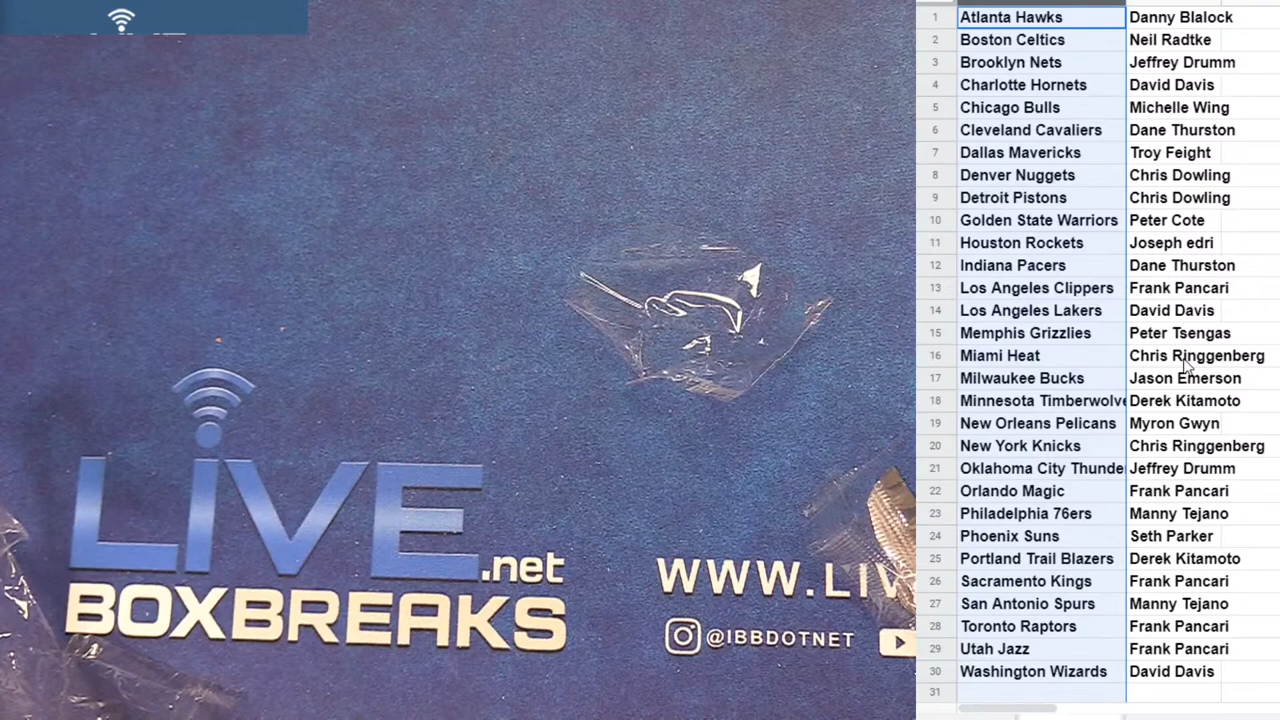 LiVE.net
BOXBREAKS
WWW.LIV
@IBBDOTNET
1 Atlanta Hawks Danny Blalock
2 Boston Celtics Neil Radtke
3 Brooklyn Nets Jeffrey Drumm
4 Charlotte Hornets David Davis
5 Chicago Bulls Michelle Wing
6 Cleveland Cavaliers Dane Thurston
7 Dallas Mavericks Troy Feight
8 Denver Nuggets Chris Dowling
9 Detroit Pistons Chris Dowling
10 Golden State Warriors Peter Cote
11 Houston Rockets Joseph edri
12 Indiana Pacers Dane Thurston
13 Los Angeles Clippers Frank Pancari
14 Los Angeles Lakers David Davis
15 Memphis Grizzlies Peter Tsengas
16 Miami Heat Chris Ringgenberg
17 Milwaukee Bucks Jason Emerson
18 Minnesota Timberwolve Derek Kitamoto
19 New Orleans Pelicans Myron Gwyn
20 New York Knicks Chris Ringgenberg
21 Oklahoma City Thunde Jeffrey Drumm
22 Orlando Magic Frank Pancari
23 Philadelphia 76ers Manny Tejano
24 Phoenix Suns Seth Parker
25 Portland Trail Blazers Derek Kitamoto
26 Sacramento Kings Frank Pancari
27 San Antonio Spurs Manny Tejano
28 Toronto Raptors Frank Pancari
29 Utah Jazz Frank Pancari
30 Washington Wizards David Davis
31